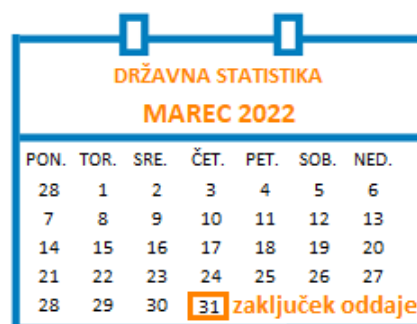 DRŽAVNA STATISTIKA
MAREC 2022
PON. TOR. SRE. ČET. PET. SOB. NED.
28 1 2 3 4 5 6
7 8 9 10 11 12 13
14 15 16 17 18 19 20
21 22 23 24 25 26 27
28 29 30 31 zaključek oddaje